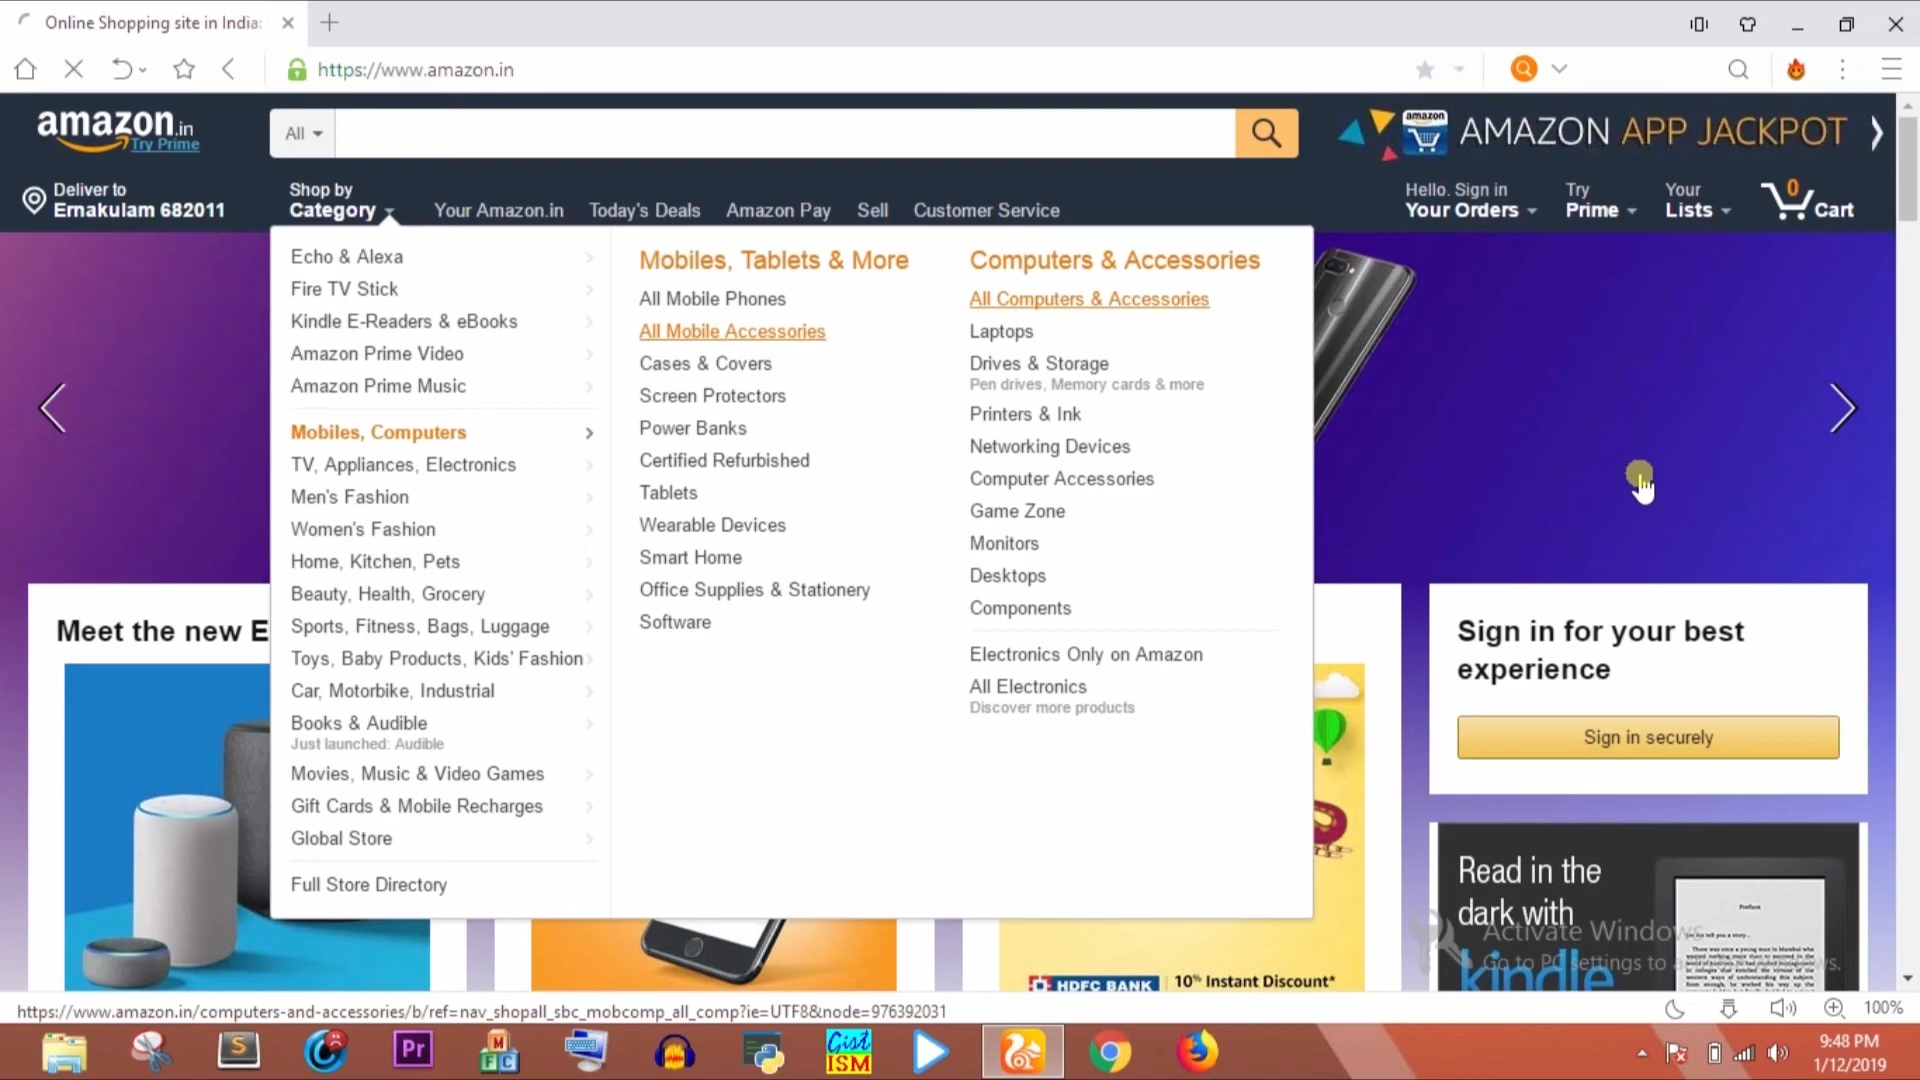 Online Shopping site in India:
https://www.amazon.in
amazon.in
Try Prime
All
amazon
AMAZON APP JACKPOT
Deliver to
Ernakulam 682011
Shop by
Category
Your Amazon.in
Today's Deals
Amazon Pay
Sell
Customer Service
Hello. Sign in
Your Orders
Try
Prime
Your
Lists
0
Cart
Echo & Alexa
Fire TV Stick
Kindle E-Readers & eBooks
Amazon Prime Video
Amazon Prime Music
Mobiles, Computers
TV, Appliances, Electronics
Men's Fashion
Women's Fashion
Home, Kitchen, Pets
Beauty, Health, Grocery
Sports, Fitness, Bags, Luggage
Toys, Baby Products, Kids' Fashion
Car, Motorbike, Industrial
Books & Audible
Just launched: Audible
Movies, Music & Video Games
Gift Cards & Mobile Recharges
Global Store
Full Store Directory
Mobiles, Tablets & More
All Mobile Phones
All Mobile Accessories
Cases & Covers
Screen Protectors
Power Banks
Certified Refurbished
Tablets
Wearable Devices
Smart Home
Office Supplies & Stationery
Software
Computers & Accessories
All Computers & Accessories
Laptops
Drives & Storage
Pen drives, Memory cards & more
Printers & Ink
Networking Devices
Computer Accessories
Game Zone
Monitors
Desktops
Components
Electronics Only on Amazon
All Electronics
Discover more products
Meet the new E
HDFC BANK
10% Instant Discount*
Sign in for your best
experience
Sign in securely
Read in the
dark with
kindle
Preface
Activate Windows
Go to PC settings to a
https://www.amazon.in/computers-and-accessories/b/ref=nav_shopall_sbc_mobcomp_all_comp?ie=UTF8&node=976392031
100%
S
Pr
M
F C
Gist
ISM
9:48 PM
1/12/2019